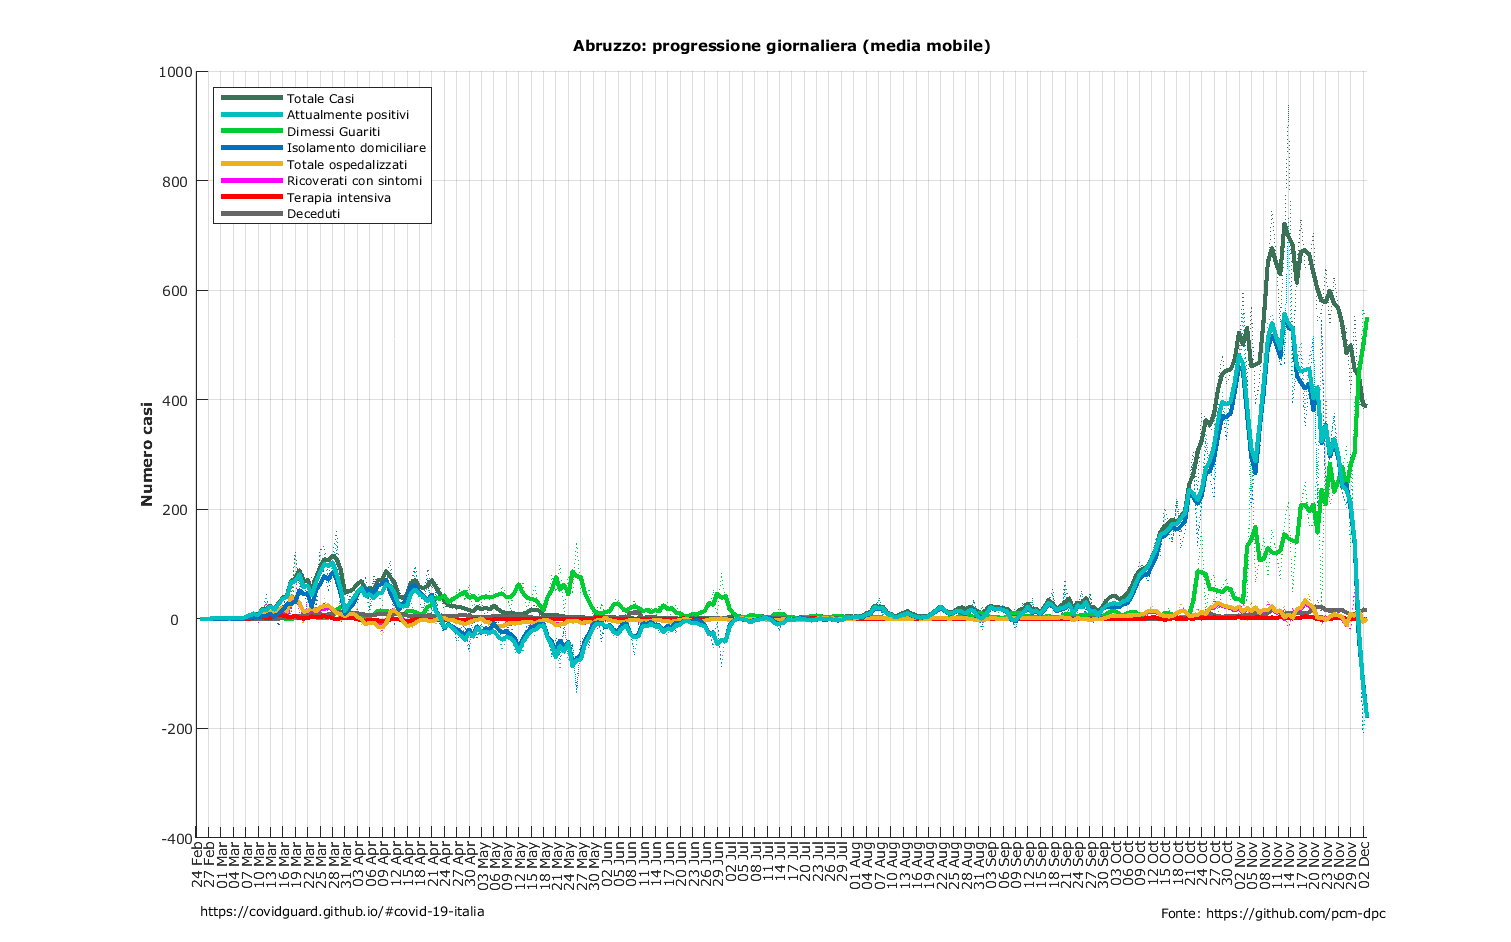 Abruzzo: progressione giornaliera (media mobile)
1000
800
600
400
200
0
-200
-400
Numero casi
Totale Casi
Attualmente positivi
Dimessi Guariti
Isolamento domiciliare
Totale ospedalizzati
Ricoverati con sintomi
Terapia intensiva
Deceduti
24 Feb
27 Feb
01 Mar
04 Mar
07 Mar
10 Mar
13 Mar
16 Mar
19 Mar
22 Mar
25 Mar
28 Mar
31 Mar
03 Apr
06 Apr
09 Apr
12 Apr
15 Apr
18 Apr
21 Apr
24 Apr
27 Apr
30 Apr
03 May
06 May
09 May
12 May
15 May
18 May
21 May
24 May
27 May
30 May
02 Jun
05 Jun
08 Jun
11 Jun
14 Jun
17 Jun
20 Jun
23 Jun
26 Jun
29 Jun
02 Jul
05 Jul
08 Jul
11 Jul
14 Jul
17 Jul
20 Jul
23 Jul
26 Jul
29 Jul
01 Aug
04 Aug
07 Aug
10 Aug
13 Aug
16 Aug
19 Aug
22 Aug
25 Aug
28 Aug
31 Aug
03 Sep
06 Sep
09 Sep
12 Sep
15 Sep
18 Sep
21 Sep
24 Sep
27 Sep
30 Sep
03 Oct
06 Oct
09 Oct
12 Oct
15 Oct
18 Oct
21 Oct
24 Oct
27 Oct
30 Oct
02 Nov
05 Nov
08 Nov
11 Nov
14 Nov
17 Nov
20 Nov
23 Nov
26 Nov
29 Nov
02 Dec
https://covidguard.github.io/#covid-19-italia
Fonte: https://github.com/pcm-dpc